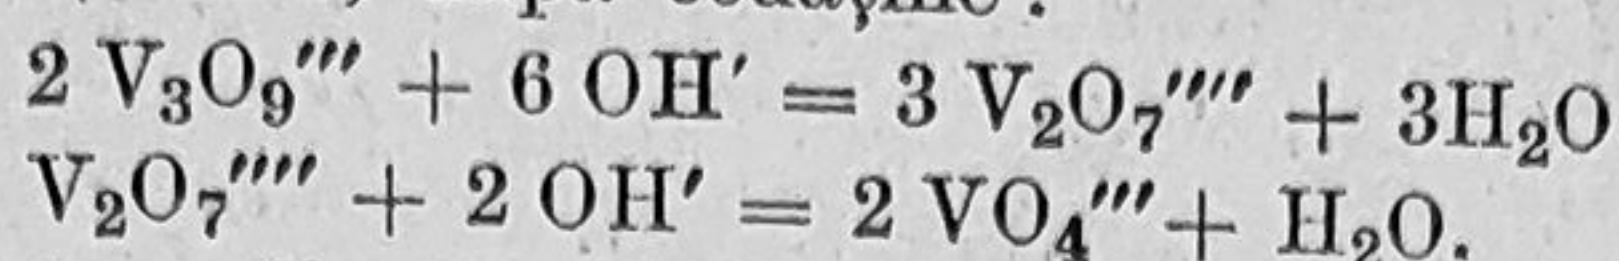 2 V₃O₉‴ + 6 OH′ = 3 V₂O₇⁗ + 3H₂O
V₂O₇⁗ + 2 OH′ = 2 VO₄‴ + H₂O.